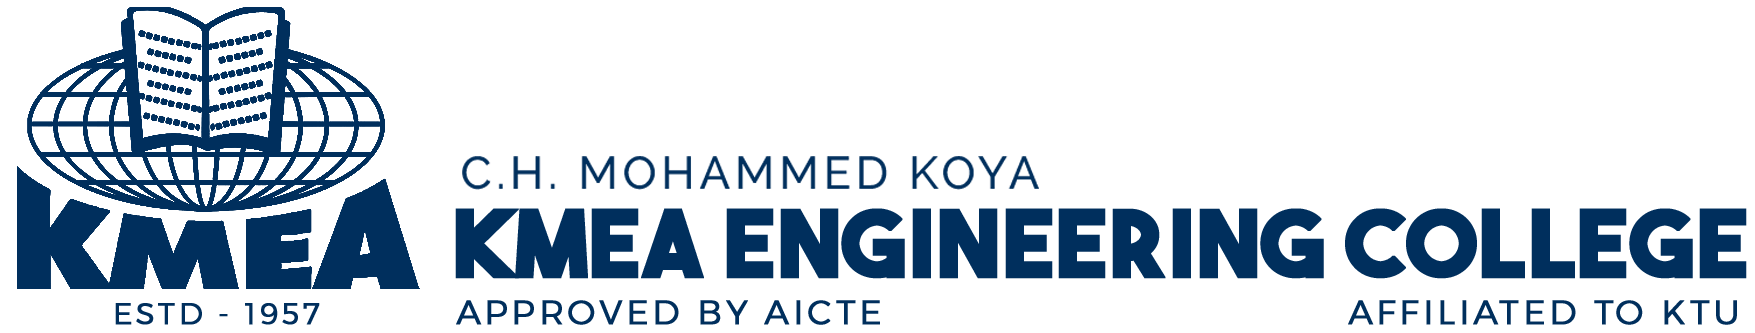 KMEA
ESTD - 1957
C.H. MOHAMMED KOYA
KMEA ENGINEERING COLLEGE
APPROVED BY AICTE
AFFILIATED TO KTU